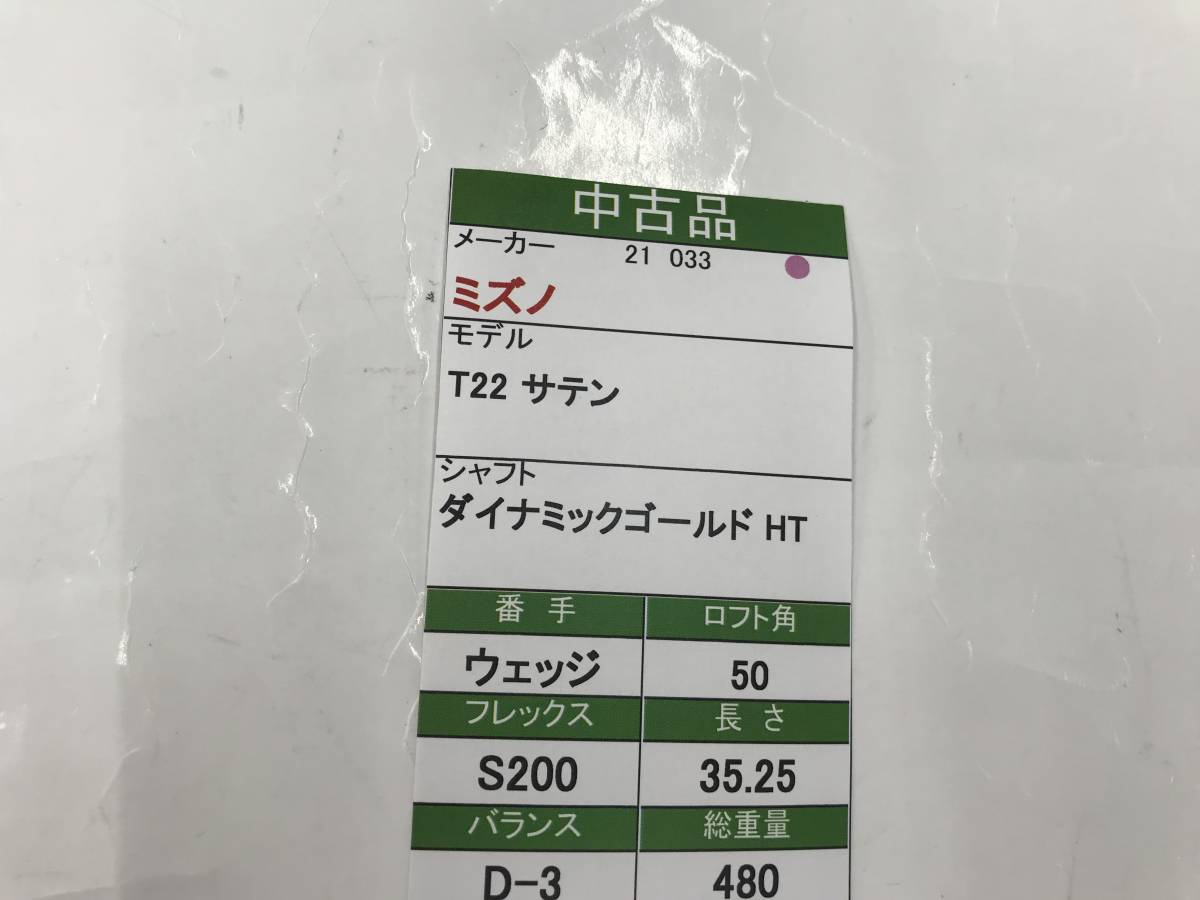 中古品
メーカー 21 033
ミズノ
モデル
T22 サテン
シャフト
ダイナミックゴールド HT
番 手 ロフト角
ウェッジ 50
フレックス 長 さ
S200 35.25
バランス 総重量
D-3 480